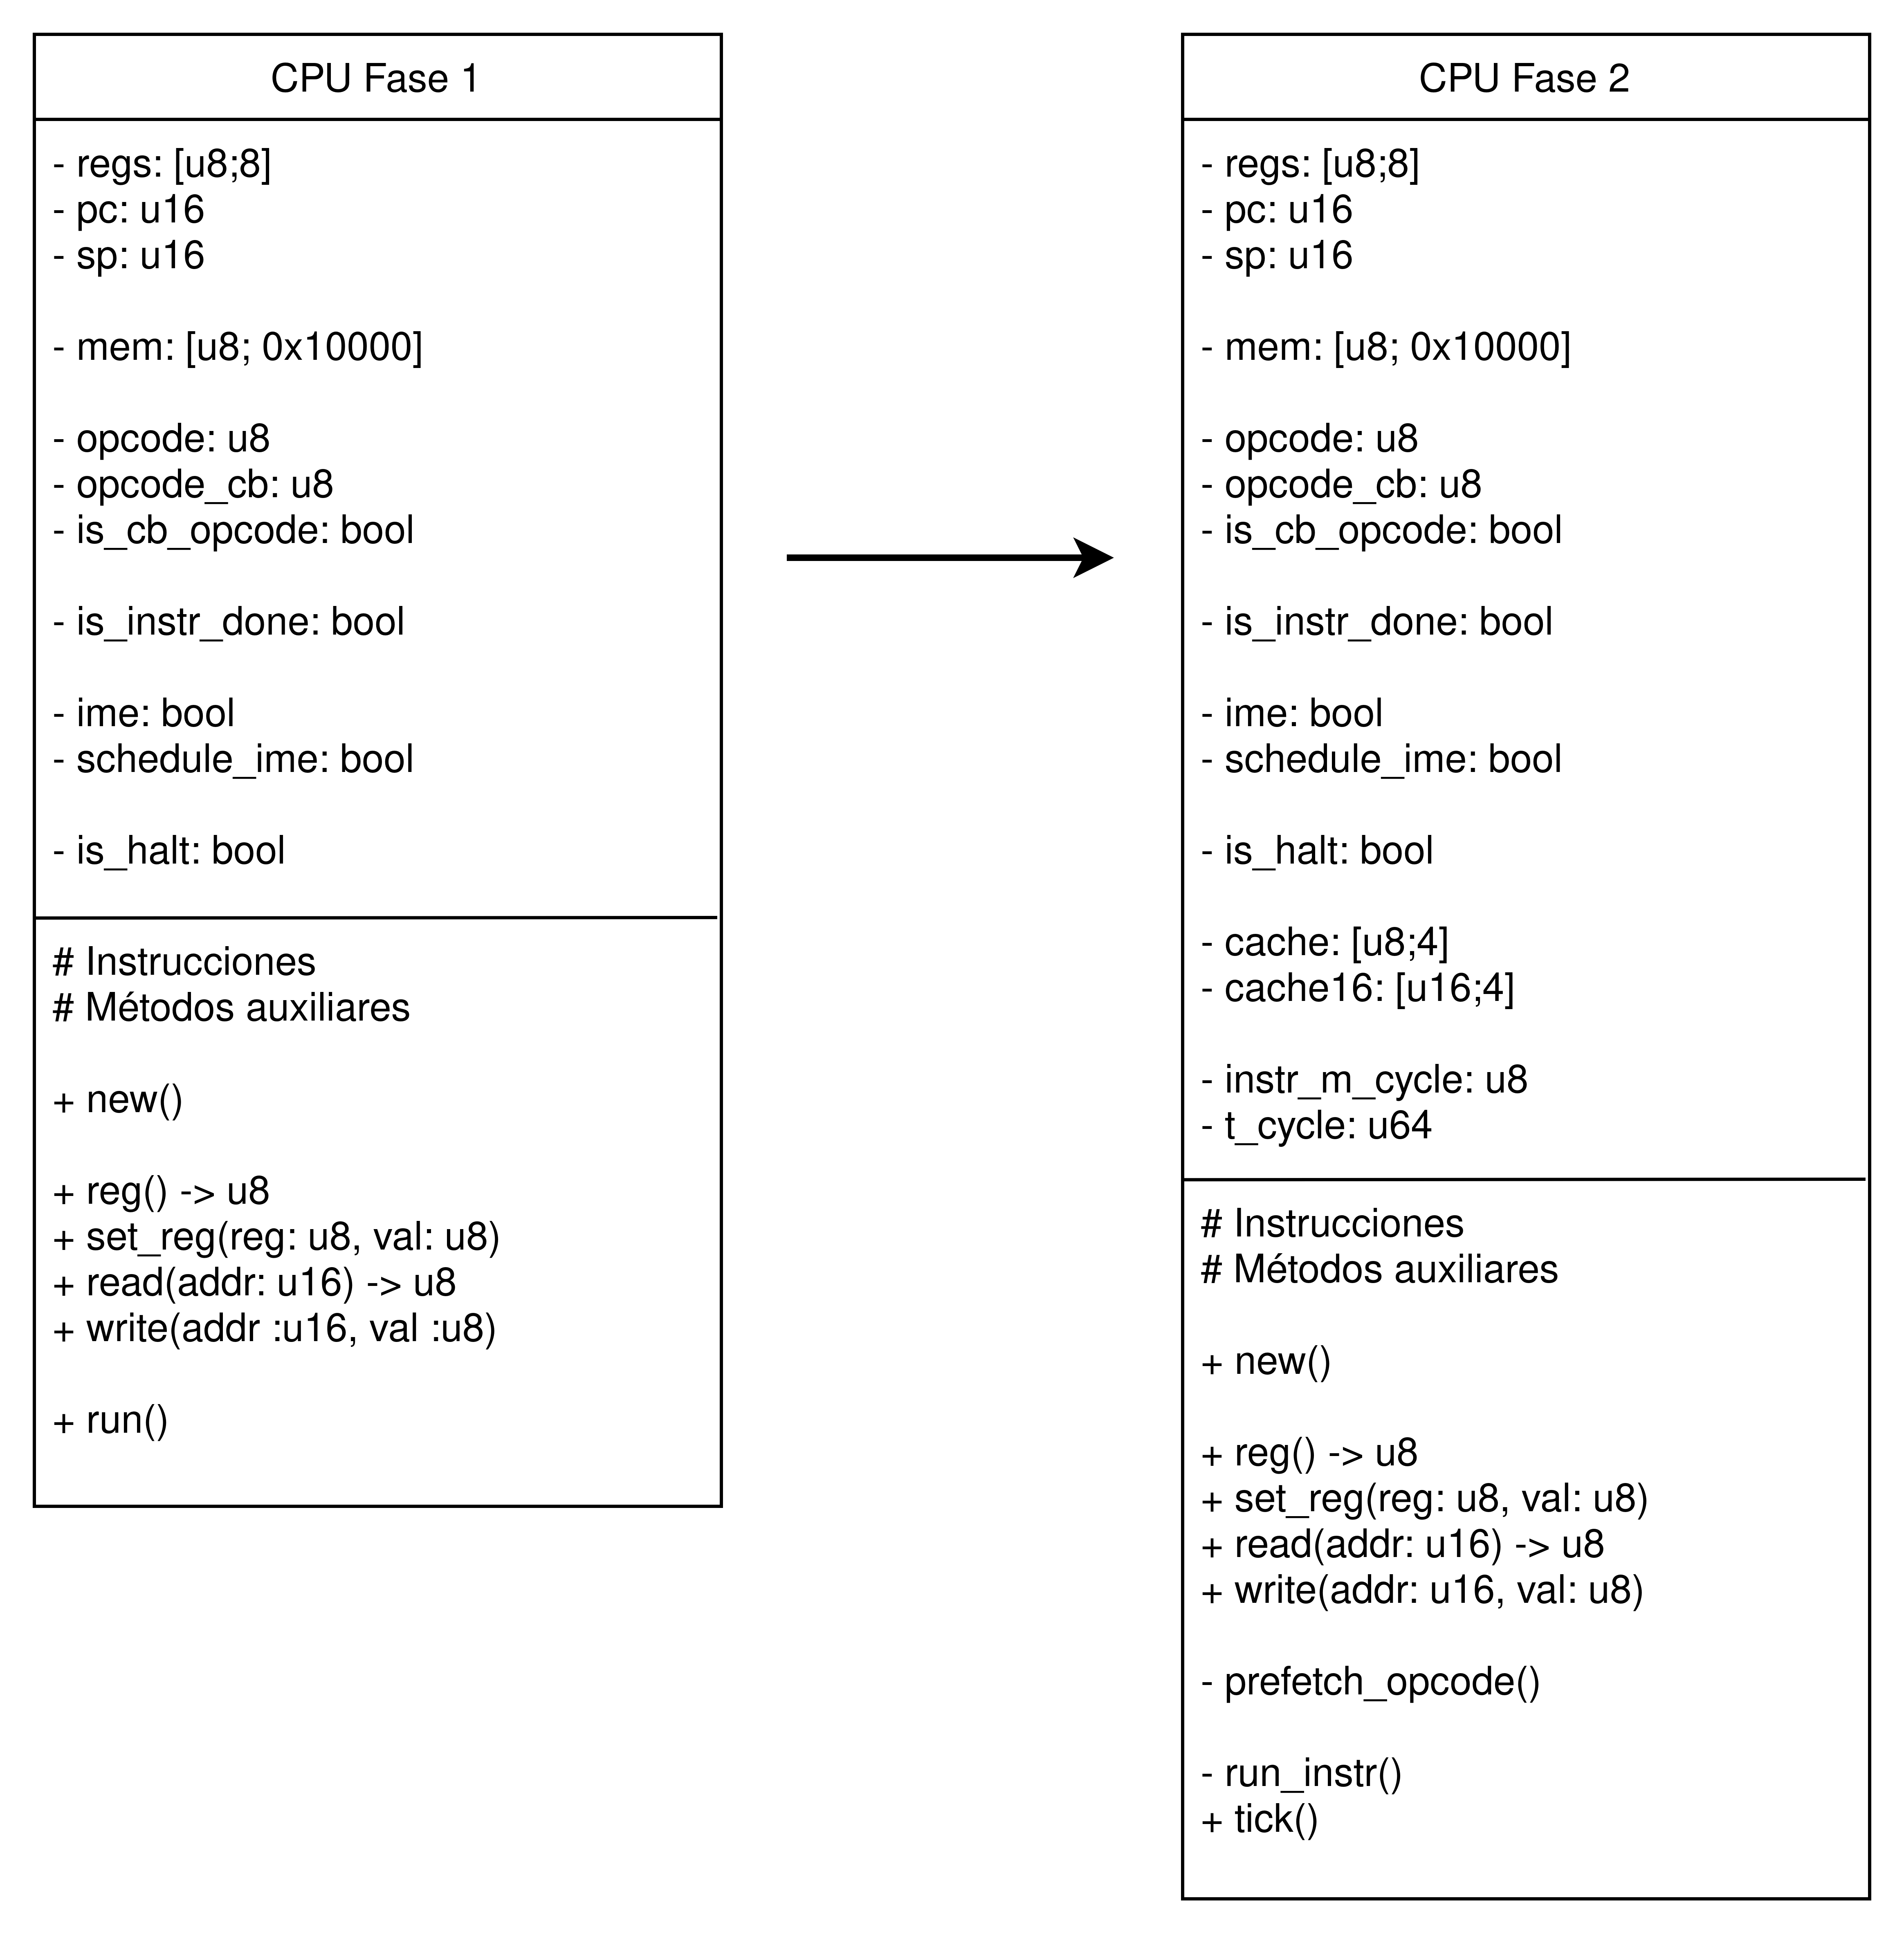 CPU Fase 1
- regs: [u8;8]
- pc: u16
- sp: u16
- mem: [u8; 0x10000]
- opcode: u8
- opcode_cb: u8
- is_cb_opcode: bool
- is_instr_done: bool
- ime: bool
- schedule_ime: bool
- is_halt: bool
# Instrucciones
# Métodos auxiliares
+ new()
+ reg() -> u8
+ set_reg(reg: u8, val: u8)
+ read(addr: u16) -> u8
+ write(addr :u16, val :u8)
+ run()
CPU Fase 2
- regs: [u8;8]
- pc: u16
- sp: u16
- mem: [u8; 0x10000]
- opcode: u8
- opcode_cb: u8
- is_cb_opcode: bool
- is_instr_done: bool
- ime: bool
- schedule_ime: bool
- is_halt: bool
- cache: [u8;4]
- cache16: [u16;4]
- instr_m_cycle: u8
- t_cycle: u64
# Instrucciones
# Métodos auxiliares
+ new()
+ reg() -> u8
+ set_reg(reg: u8, val: u8)
+ read(addr: u16) -> u8
+ write(addr: u16, val: u8)
- prefetch_opcode()
- run_instr()
+ tick()